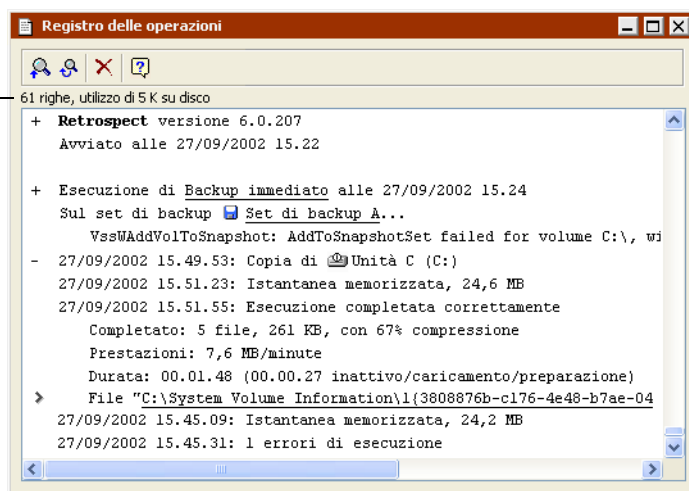 Registro delle operazioni
61 righe, utilizzo di 5 K su disco
+ Retrospect versione 6.0.207
Avviato alle 27/09/2002 15.22
+ Esecuzione di Backup immediato alle 27/09/2002 15.24
Sul set di backup Set di backup A...
VssWAddVolToSnapshot: AddToSnapshotSet failed for volume C:\, wi
- 27/09/2002 15.49.53: Copia di Unità C (C:)
27/09/2002 15.51.23: Istantanea memorizzata, 24,6 MB
27/09/2002 15.51.55: Esecuzione completata correttamente
Completato: 5 file, 261 KB, con 67% compressione
Prestazioni: 7,6 MB/minute
Durata: 00.01.48 (00.00.27 inattivo/caricamento/preparazione)
File "C:\System Volume Information\l{3808876b-c176-4e48-b7ae-04
27/09/2002 15.45.09: Istantanea memorizzata, 24,2 MB
27/09/2002 15.45.31: 1 errori di esecuzione